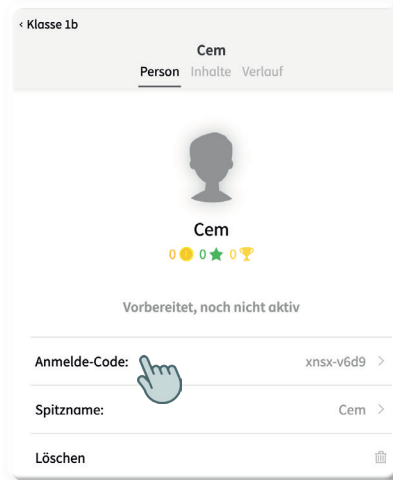 ‹ Klasse 1b
Cem
Person Inhalte Verlauf
Cem
0 0 0
Vorbereitet, noch nicht aktiv
Anmelde-Code: xnsx-v6d9 >
Spitzname: Cem >
Löschen